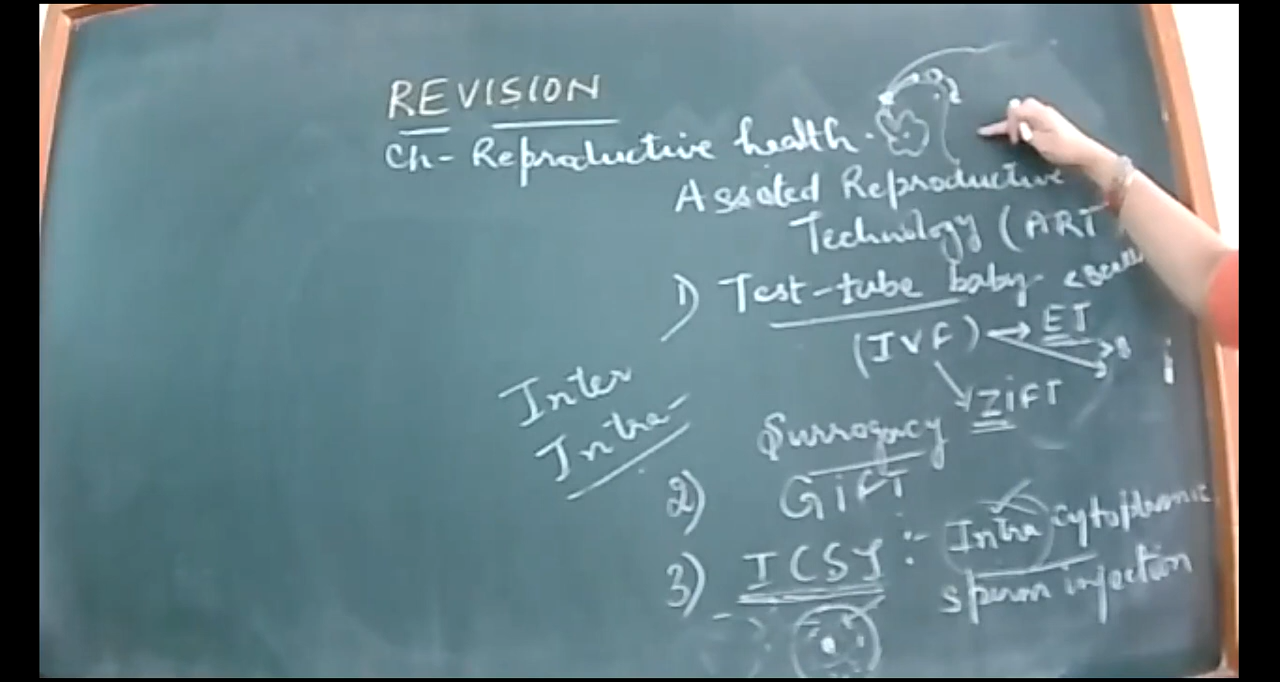 REVISION
Ch- Reproductive health.
Assoted Reproductive
Technology (ART
1) Test-tube baby
(IVF) → ET
ZiFT
Inter
Intra-
Surrogacy
2) GiFT
3) ICSI :- Intra cytoplasmic
sperm injection